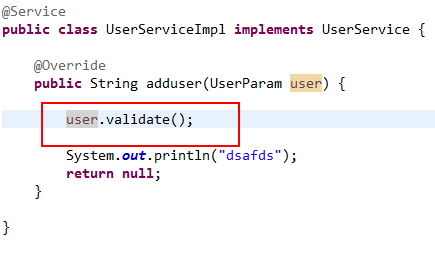 @Service
public class UserServiceImpl implements UserService {
@Override
public String adduser(UserParam user) {
user.validate();
System.out.println("dsafds");
return null;
}
}